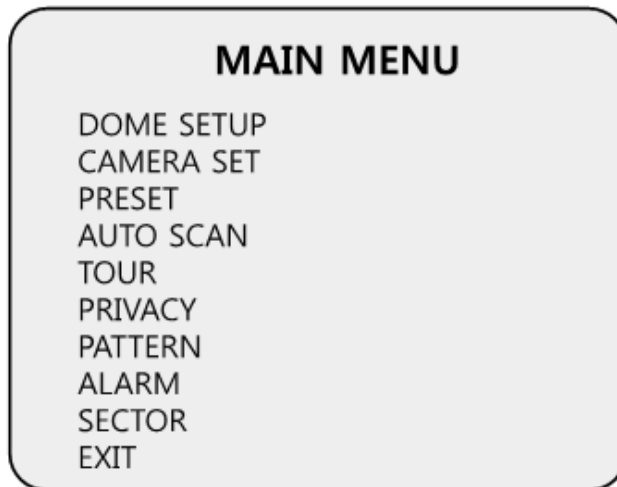 MAIN MENU
DOME SETUP
CAMERA SET
PRESET
AUTO SCAN
TOUR
PRIVACY
PATTERN
ALARM
SECTOR
EXIT